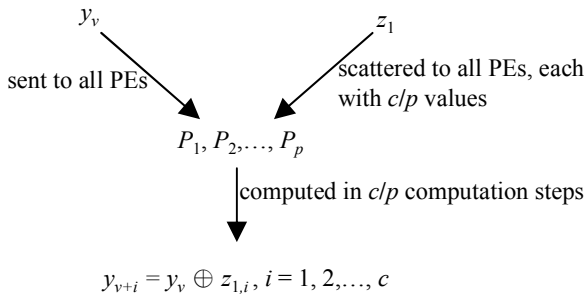 y_v
z_1
sent to all PEs
scattered to all PEs, each
with c/p values
P_1, P_2,…, P_p
computed in c/p computation steps
y_{v+i} = y_v ⊕ z_{1,i}, i = 1, 2,…, c